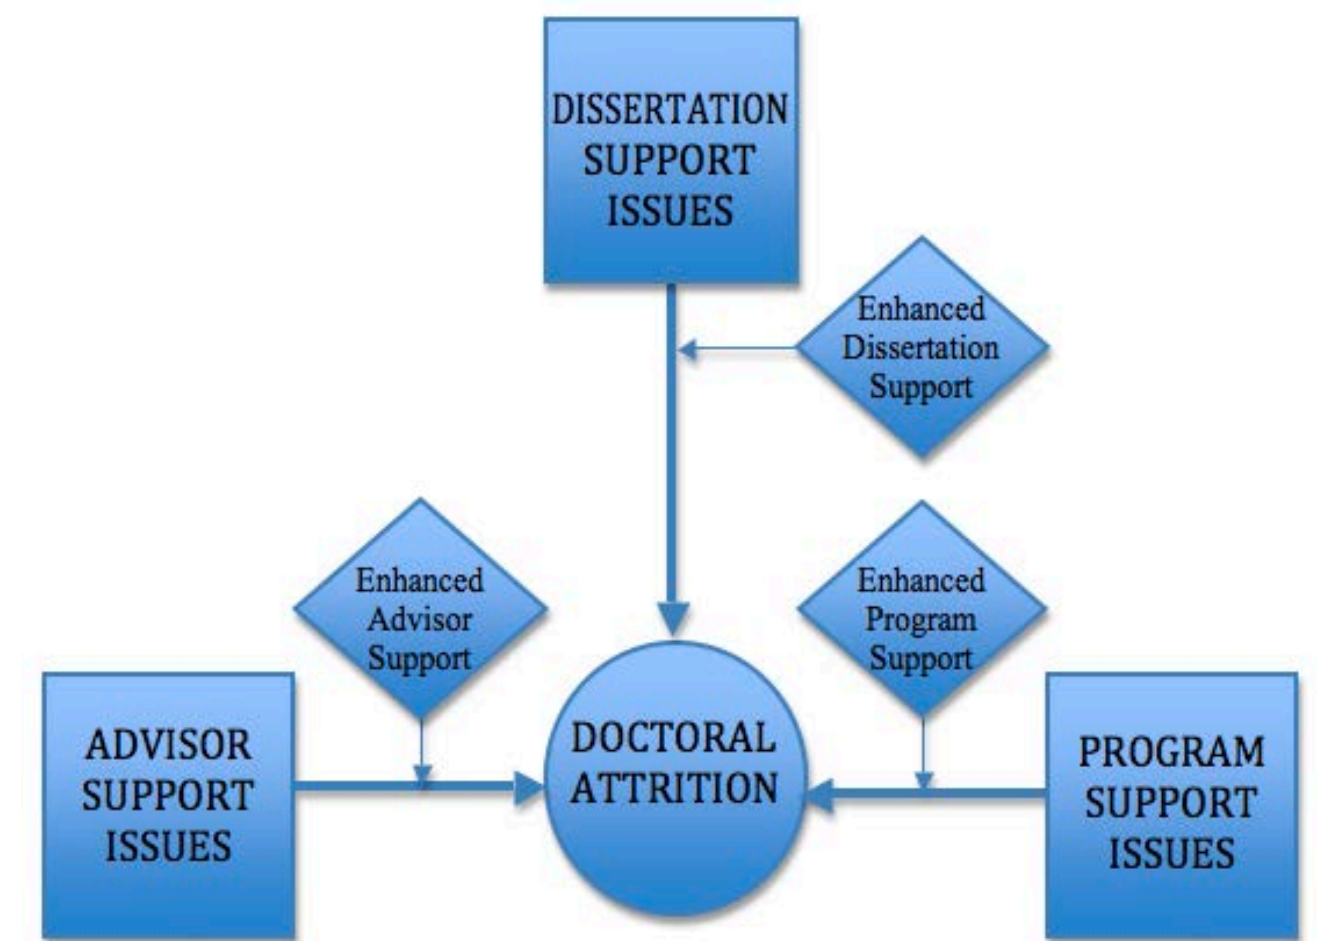 DISSERTATION
SUPPORT
ISSUES
Enhanced
Dissertation
Support
Enhanced
Advisor
Support
Enhanced
Program
Support
ADVISOR
SUPPORT
ISSUES
DOCTORAL
ATTRITION
PROGRAM
SUPPORT
ISSUES